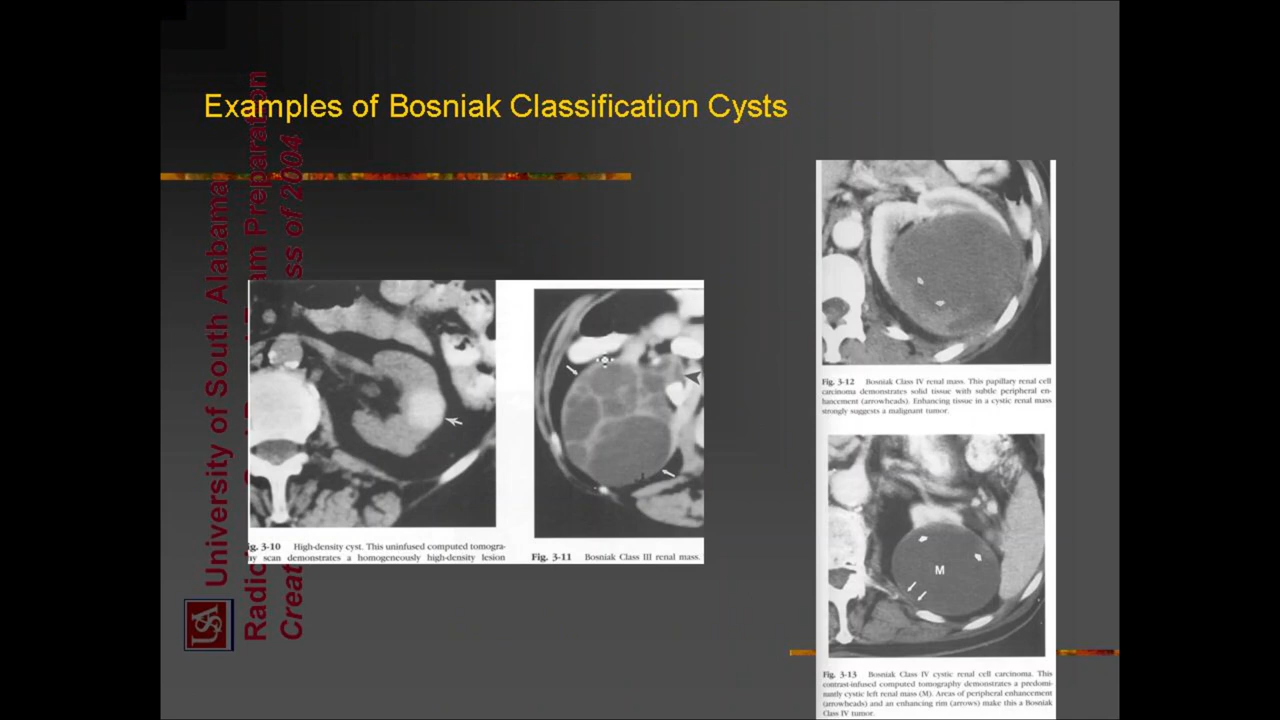 Examples of Bosniak Classification Cysts
University of South Alabama
Preparation
ss of 2004
Creat
USA
ig. 3-10 High-density cyst. This uninfused computed tomogra-
hy scan demonstrates a homogeneously high-density lesion
Fig. 3-11 Bosniak Class III renal mass.
Fig. 3-12 Bosniak Class IV renal mass. This papillary renal cell
carcinoma demonstrates solid tissue with subtle peripheral en-
hancement (arrowheads). Enhancing tissue in a cystic renal mass
strongly suggests a malignant tumor.
M
Fig. 3-13 Bosniak Class IV cystic renal cell carcinoma. This
contrast-infused computed tomography demonstrates a predomi-
nantly cystic left renal mass (M). Areas of peripheral enhancement
(arrowheads) and an enhancing rim (arrows) make this a Bosniak
Class IV tumor.